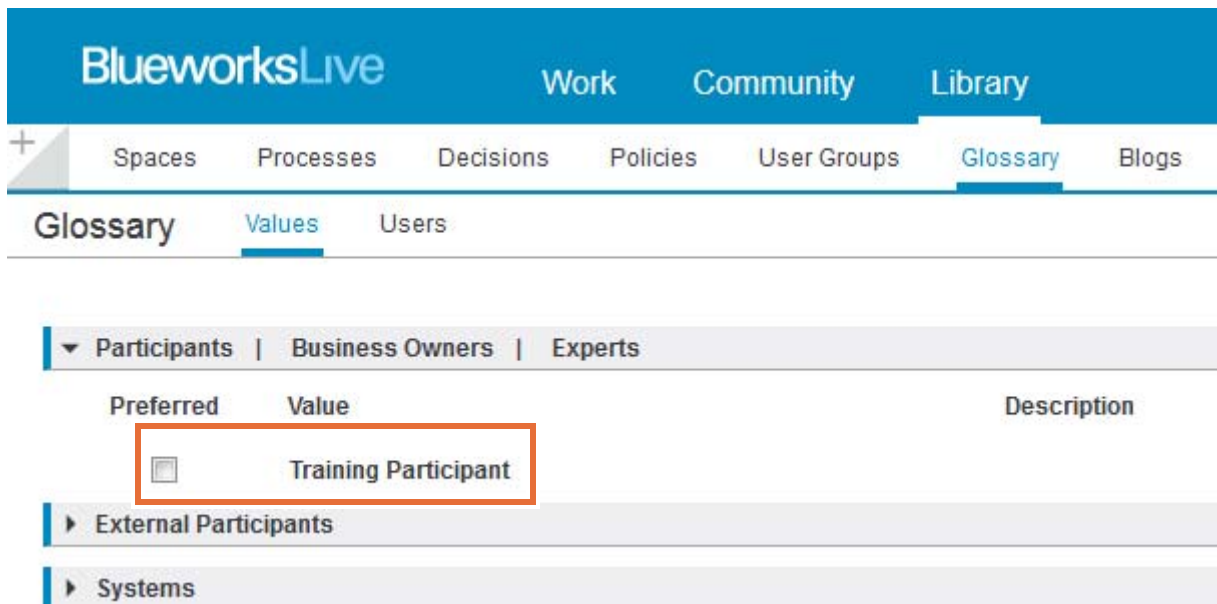 BlueworksLive Work Community Library
+ Spaces Processes Decisions Policies User Groups Glossary Blogs
Glossary Values Users
Participants | Business Owners | Experts
Preferred Value Description
Training Participant
External Participants
Systems